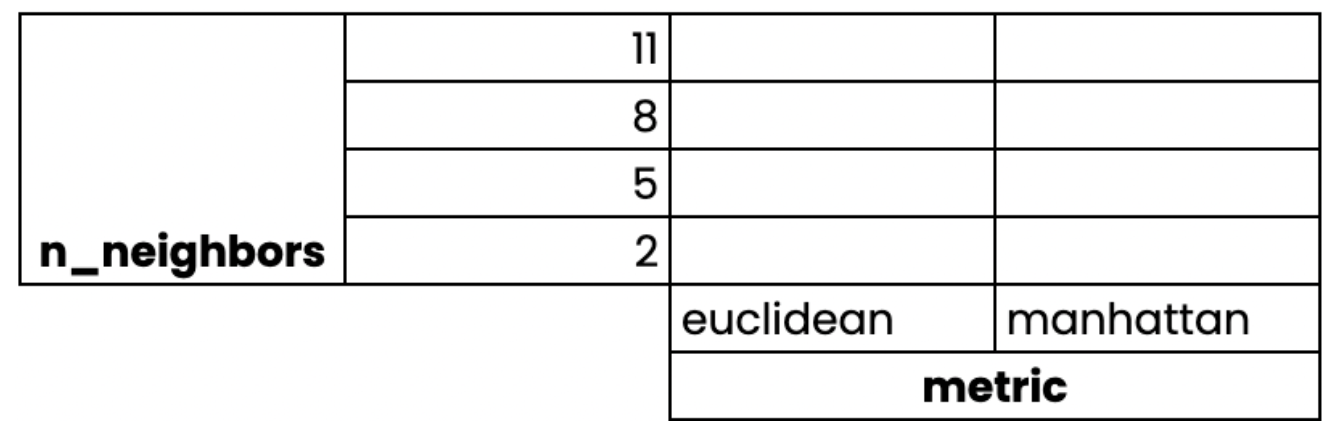 11
8
5
n_neighbors 2
euclidean manhattan
metric